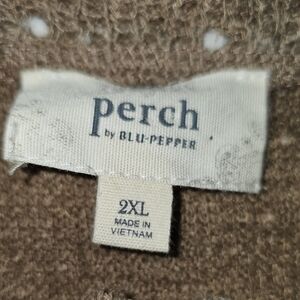 perch
by BLU·PEPPER
2XL
MADE IN
VIETNAM